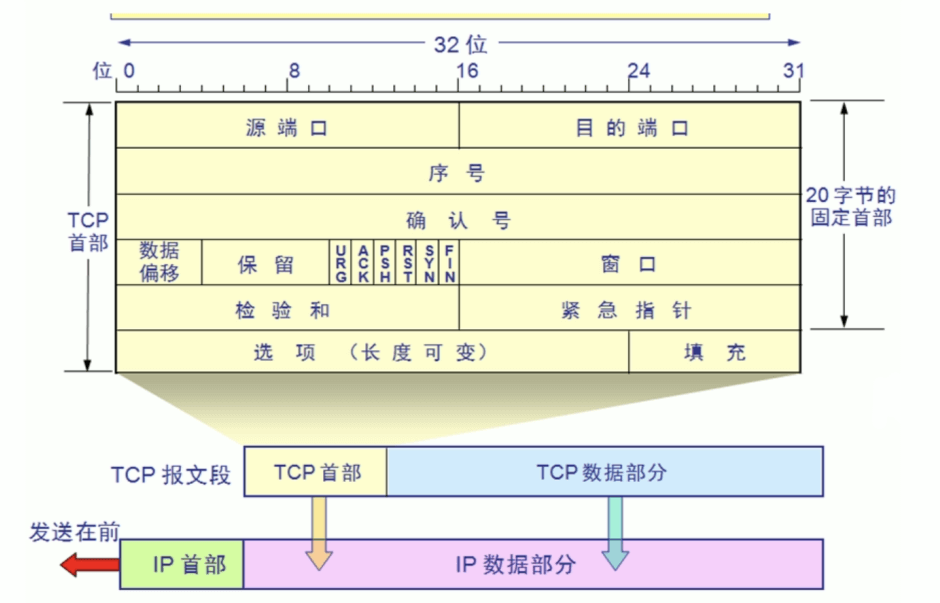 32 位
位 0 8 16 24 31
源 端 口 目 的 端 口
序 号
TCP
首部
20 字节的
固定首部
确 认 号
数据
偏移
保 留
URG ACK PSH RST SYN FIN
窗 口
检 验 和 紧 急 指 针
选 项 (长 度 可 变) 填 充
TCP 报文段 TCP 首部 TCP 数据部分
发送在前
IP 首部 IP 数据部分